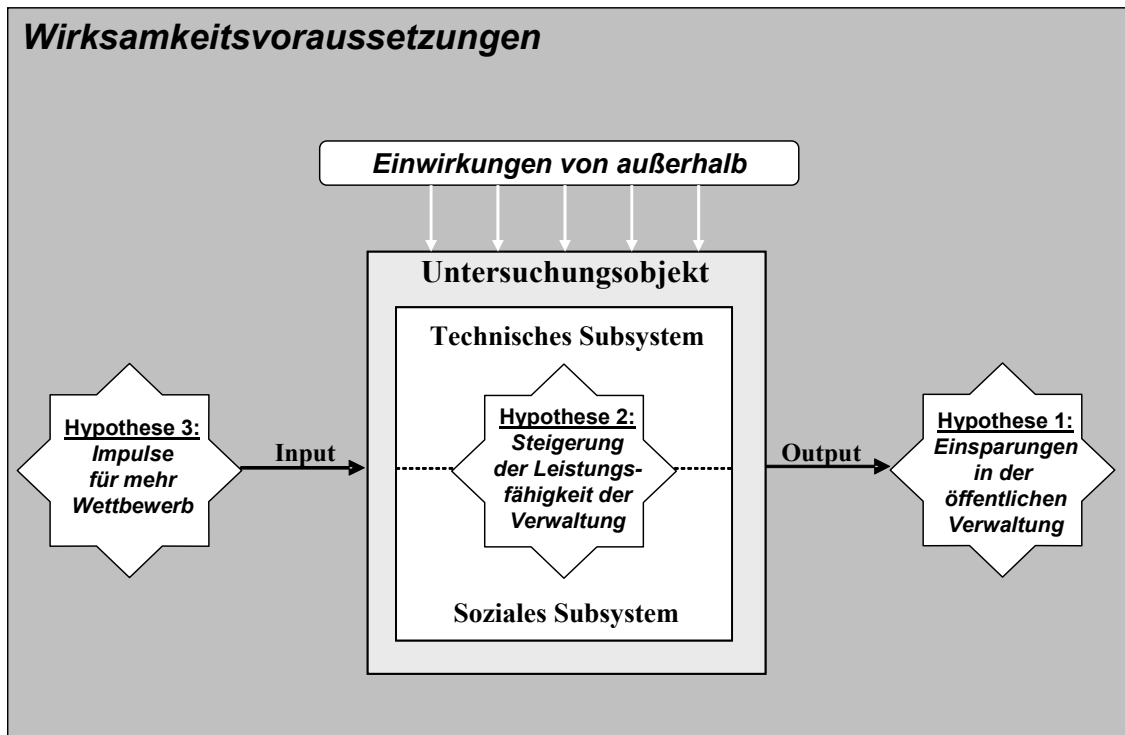 Wirksamkeitsvoraussetzungen
Einwirkungen von außerhalb
Untersuchungsobjekt
Technisches Subsystem
Hypothese 3:
Impulse
für mehr
Wettbewerb
Input
Hypothese 2:
Steigerung
der Leistungs-
fähigkeit der
Verwaltung
Output
Hypothese 1:
Einsparungen
in der
öffentlichen
Verwaltung
Soziales Subsystem